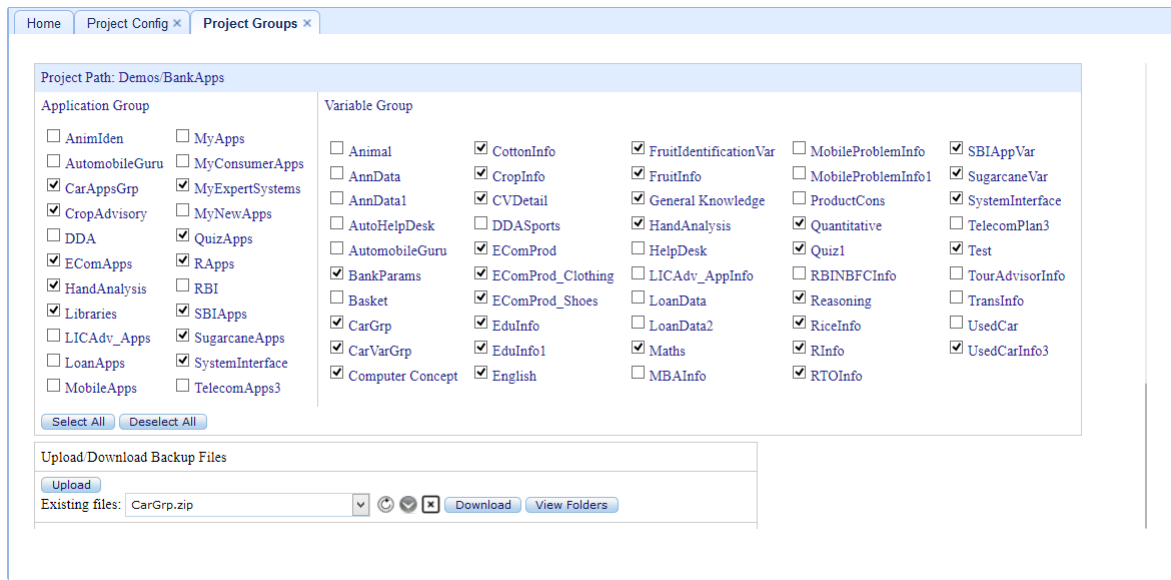 Home Project Config × Project Groups ×
Project Path: Demos/BankApps
Application Group Variable Group
AnimIden MyApps
AutomobileGuru MyConsumerApps
CarAppsGrp MyExpertSystems
CropAdvisory MyNewApps
DDA QuizApps
EComApps RApps
HandAnalysis RBI
Libraries SBIApps
LICAdv_Apps SugarcaneApps
LoanApps SystemInterface
MobileApps TelecomApps3
Animal CottonInfo FruitIdentificationVar MobileProblemInfo SBIAppVar
AnnData CropInfo FruitInfo MobileProblemInfo1 SugarcaneVar
AnnData1 CVDetail General Knowledge ProductCons SystemInterface
AutoHelpDesk DDASports HandAnalysis Quantitative TelecomPlan3
AutomobileGuru EComProd HelpDesk Quiz1 Test
BankParams EComProd_Clothing LICAdv_AppInfo RBINBFCInfo TourAdvisorInfo
Basket EComProd_Shoes LoanData Reasoning TransInfo
CarGrp EduInfo LoanData2 RiceInfo UsedCar
CarVarGrp EduInfo1 Maths RInfo UsedCarInfo3
Computer Concept English MBAInfo RTOInfo
Select All Deselect All
Upload/Download Backup Files
Upload
Existing files: CarGrp.zip Download View Folders